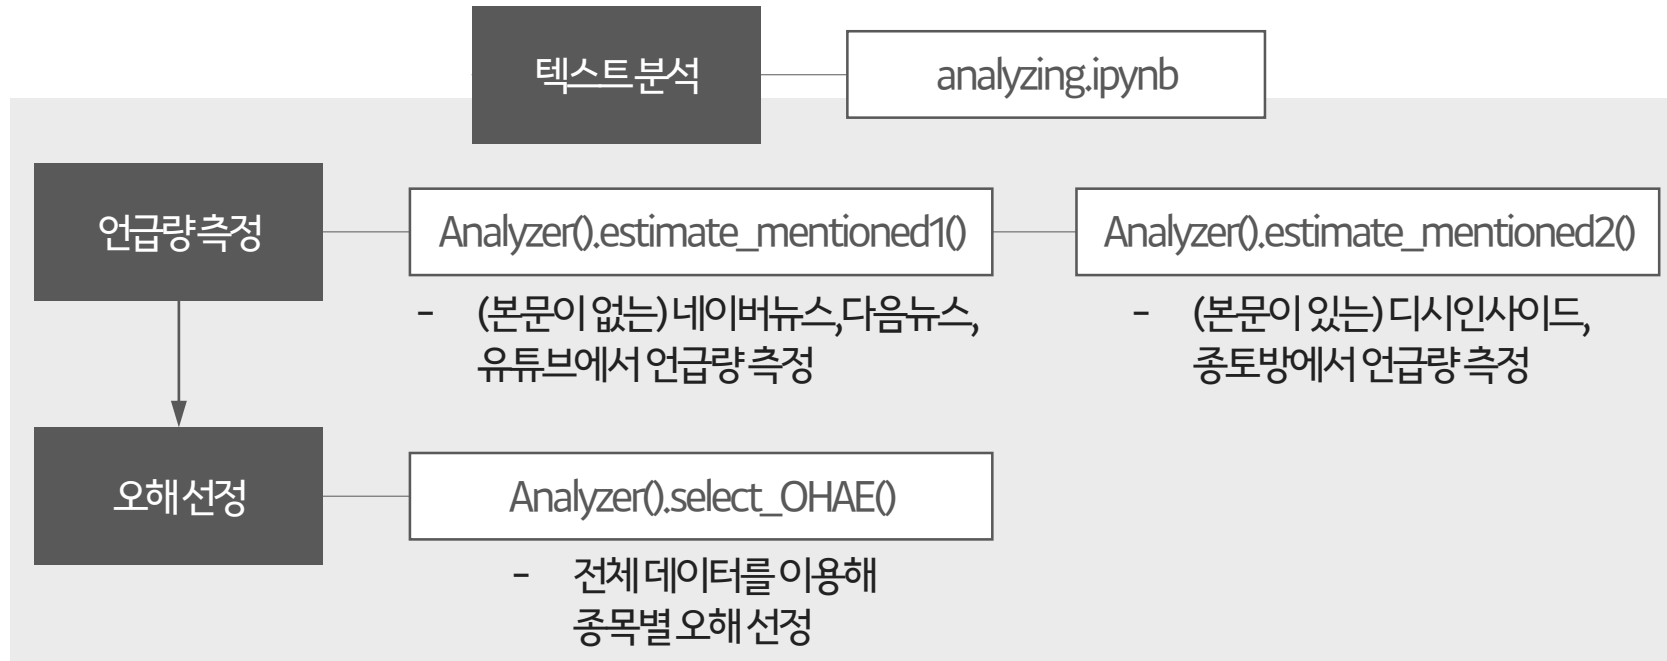 텍스트 분석
analyzing.ipynb
언급량 측정
Analyzer().estimate_mentioned1()
Analyzer().estimate_mentioned2()
- (본문이 없는) 네이버뉴스,다음뉴스,
유튜브에서 언급량 측정
- (본문이 있는) 디시인사이드,
종토방에서 언급량 측정
오해 선정
Analyzer().select_OHAE()
- 전체 데이터를 이용해
종목별 오해 선정